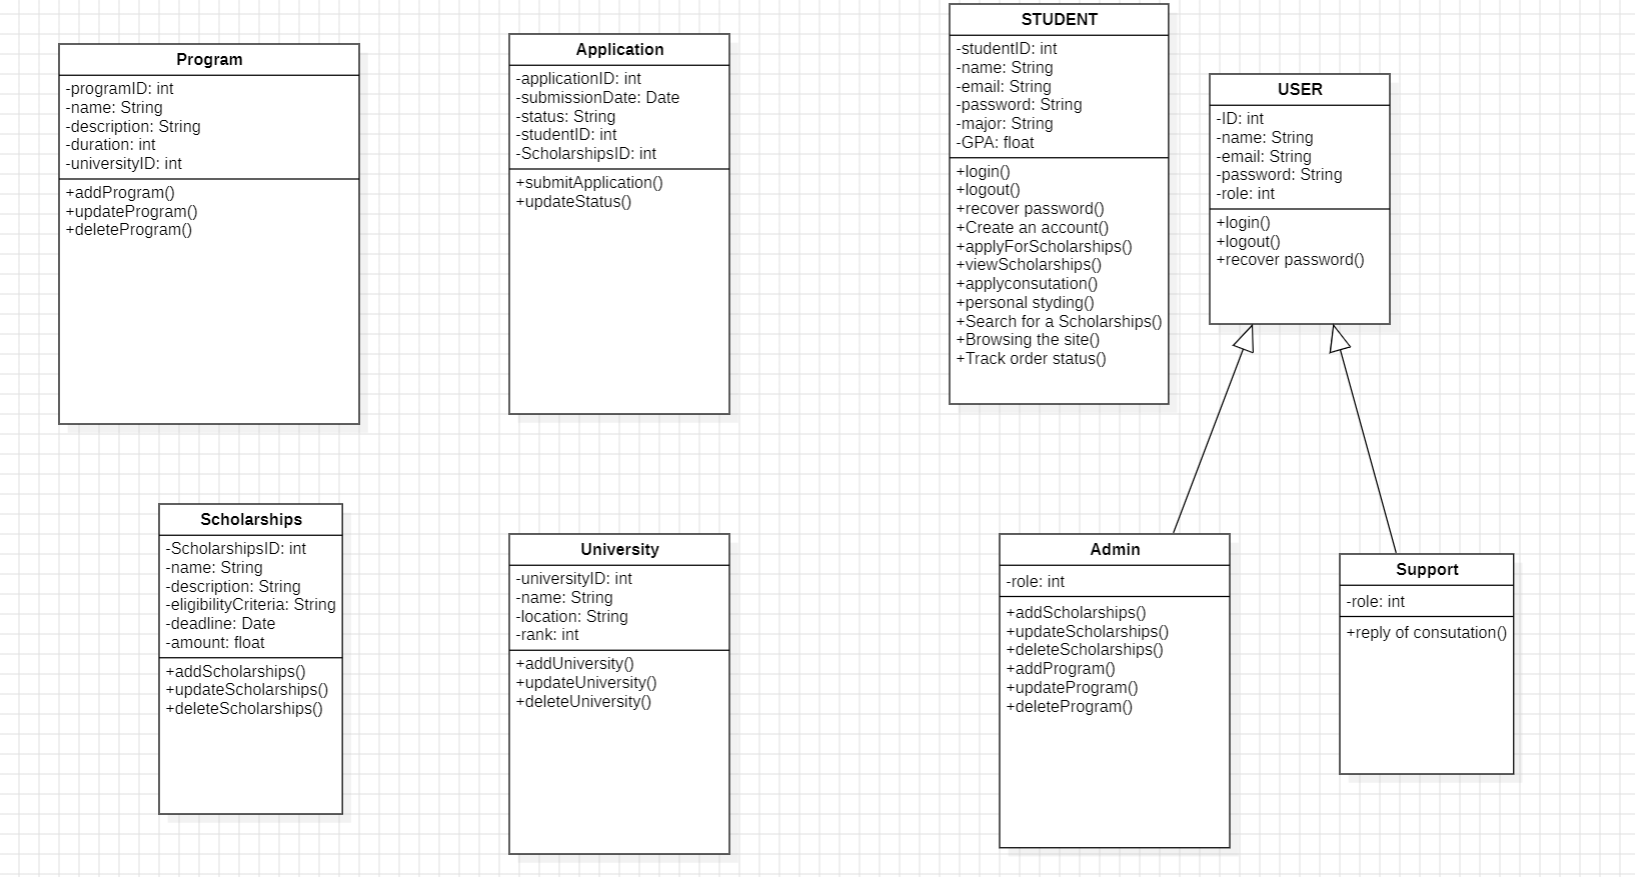 Program
-programID: int
-name: String
-description: String
-duration: int
-universityID: int
+addProgram()
+updateProgram()
+deleteProgram()
Application
-applicationID: int
-submissionDate: Date
-status: String
-studentID: int
-ScholarshipsID: int
+submitApplication()
+updateStatus()
STUDENT
-studentID: int
-name: String
-email: String
-password: String
-major: String
-GPA: float
+login()
+logout()
+recover password()
+Create an account()
+applyForScholarships()
+viewScholarships()
+applyconsutation()
+personal styding()
+Search for a Scholarships()
+Browsing the site()
+Track order status()
USER
-ID: int
-name: String
-email: String
-password: String
-role: int
+login()
+logout()
+recover password()
Scholarships
-ScholarshipsID: int
-name: String
-description: String
-eligibilityCriteria: String
-deadline: Date
-amount: float
+addScholarships()
+updateScholarships()
+deleteScholarships()
University
-universityID: int
-name: String
-location: String
-rank: int
+addUniversity()
+updateUniversity()
+deleteUniversity()
Admin
-role: int
+addScholarships()
+updateScholarships()
+deleteScholarships()
+addProgram()
+updateProgram()
+deleteProgram()
Support
-role: int
+reply of consutation()